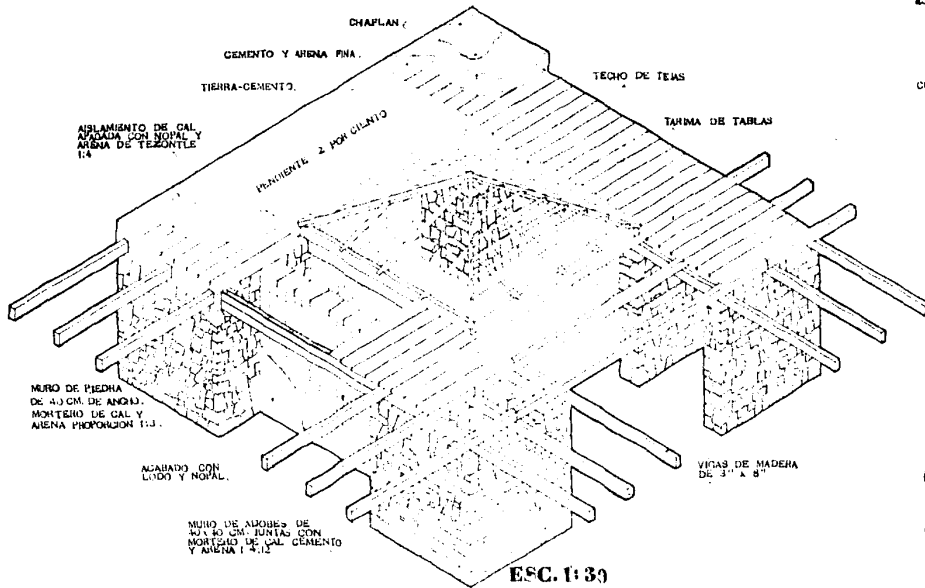 CHAFLAN.
CEMENTO Y ARENA FINA.
TIERRA-CEMENTO.
AISLAMIENTO DE CAL
APAGADA CON NOPAL Y
ARENA DE TEZONTLE
1:4
PENDIENTE 2 POR CIENTO
TECHO DE TEJAS
TARIMA DE TABLAS
MURO DE PIEDRA
DE 40 CM. DE ANCHO.
MORTERO DE CAL Y
ARENA PROPORCION 1:3.
ACABADO CON
LODO Y NOPAL.
MURO DE ADOBES DE
40 X 40 CM. JUNTAS CON
MORTERO DE CAL CEMENTO
Y ARENA 1:4:12
VIGAS DE MADERA
DE 3" X 8"
ESC. 1:30